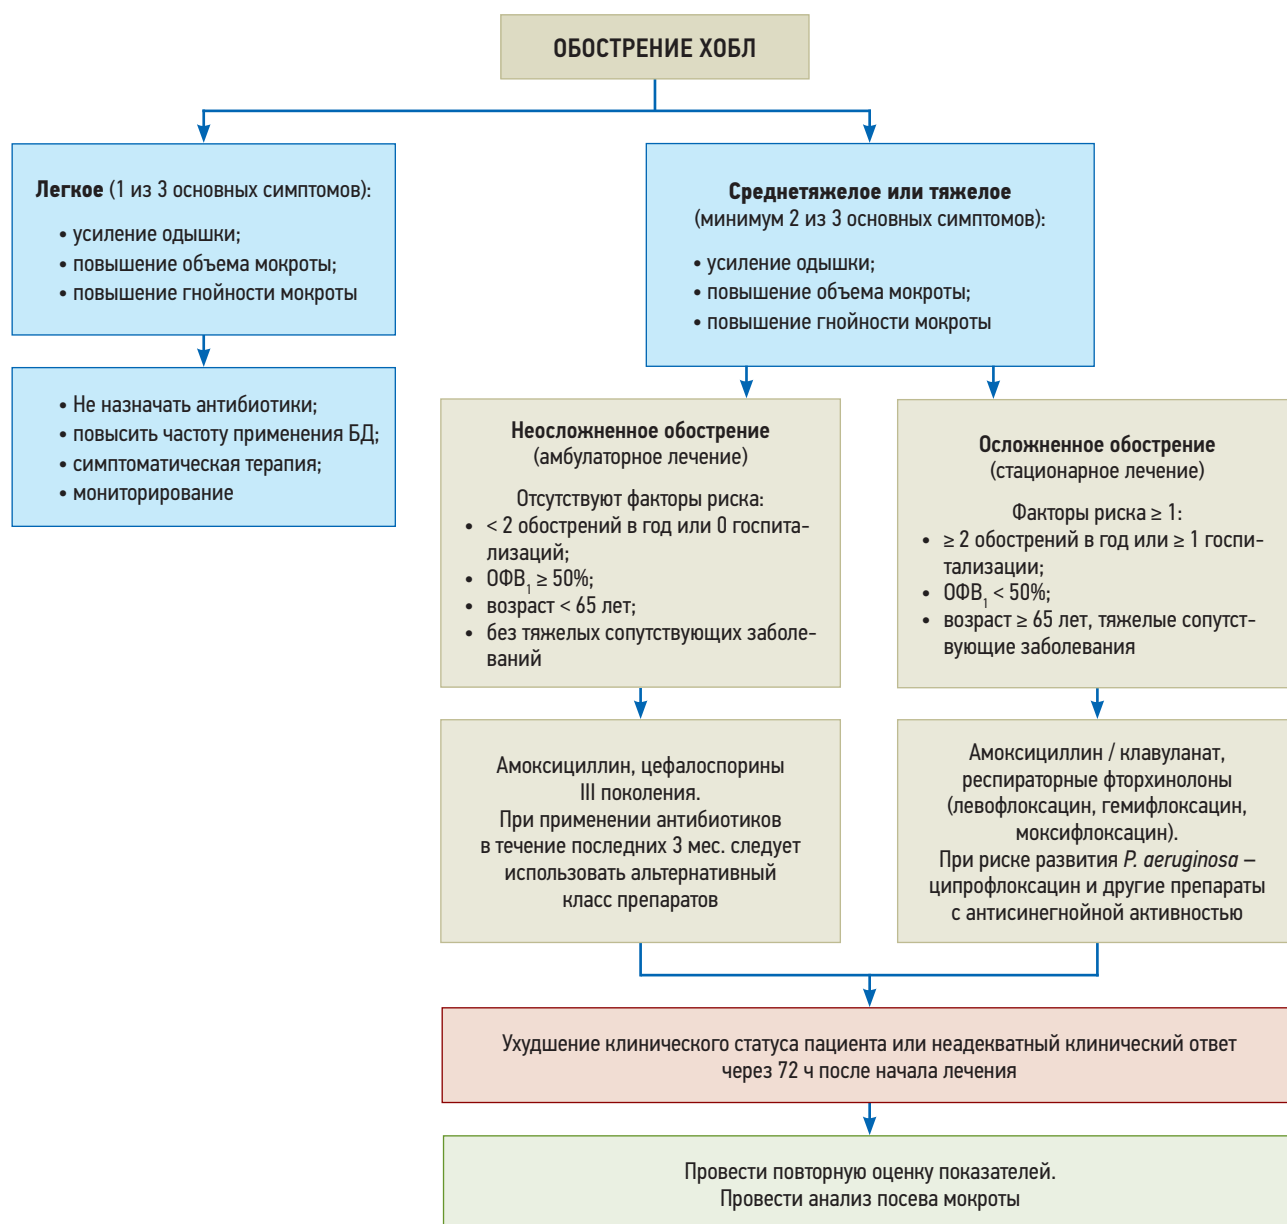 ОБОСТРЕНИЕ ХОБЛ
Легкое (1 из 3 основных симптомов):
• усиление одышки;
• повышение объема мокроты;
• повышение гнойности мокроты
• Не назначать антибиотики;
• повысить частоту применения БД;
• симптоматическая терапия;
• мониторирование
Среднетяжелое или тяжелое
(минимум 2 из 3 основных симптомов):
• усиление одышки;
• повышение объема мокроты;
• повышение гнойности мокроты
Неосложненное обострение
(амбулаторное лечение)
Отсутствуют факторы риска:
• < 2 обострений в год или 0 госпита-
лизаций;
• ОФВ₁ ≥ 50%;
• возраст < 65 лет;
• без тяжелых сопутствующих заболе-
ваний
Осложненное обострение
(стационарное лечение)
Факторы риска ≥ 1:
• ≥ 2 обострений в год или ≥ 1 госпи-
тализации;
• ОФВ₁ < 50%;
• возраст ≥ 65 лет, тяжелые сопутст-
вующие заболевания
Амоксициллин, цефалоспорины
III поколения.
При применении антибиотиков
в течение последних 3 мес. следует
использовать альтернативный
класс препаратов
Амоксициллин / клавуланат,
респираторные фторхинолоны
(левофлоксацин, гемифлоксацин,
моксифлоксацин).
При риске развития P. aeruginosa –
ципрофлоксацин и другие препараты
с антисинегнойной активностью
Ухудшение клинического статуса пациента или неадекватный клинический ответ
через 72 ч после начала лечения
Провести повторную оценку показателей.
Провести анализ посева мокроты